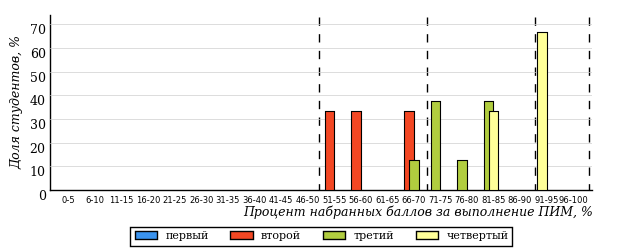 Доля студентов, %
70
60
50
40
30
20
10
0
0-5 6-10 11-15 16-20 21-25 26-30 31-35 36-40 41-45 46-50 51-55 56-60 61-65 66-70 71-75 76-80 81-85 86-90 91-95 96-100
Процент набранных баллов за выполнение ПИМ, %
первый второй третий четвертый